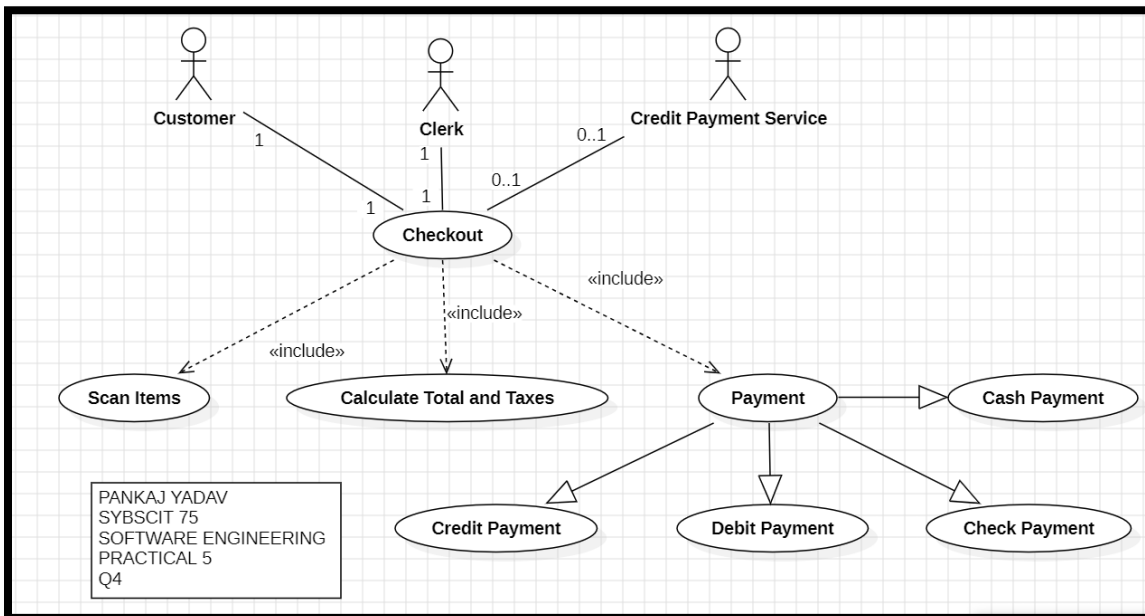 Customer
Clerk
Credit Payment Service
1
1
0..1
0..1
1
1
Checkout
«include»
«include»
«include»
Scan Items
Calculate Total and Taxes
Payment
Cash Payment
Credit Payment
Debit Payment
Check Payment
PANKAJ YADAV
SYBSCIT 75
SOFTWARE ENGINEERING
PRACTICAL 5
Q4